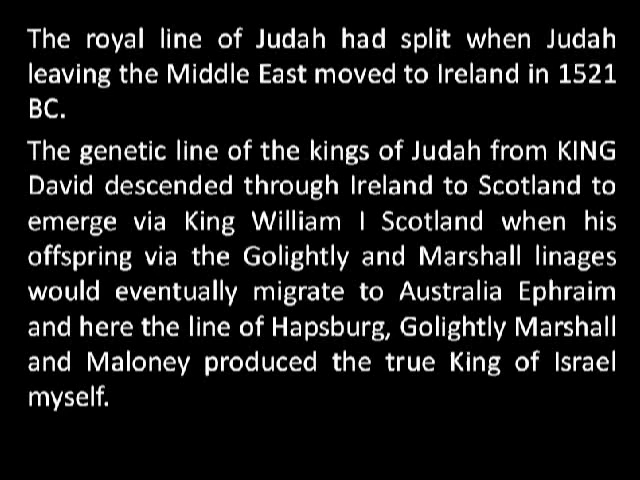 The royal line of Judah had split when Judah
leaving the Middle East moved to Ireland in 1521
BC.
The genetic line of the kings of Judah from KING
David descended through Ireland to Scotland to
emerge via King William I Scotland when his
offspring via the Golightly and Marshall linages
would eventually migrate to Australia Ephraim
and here the line of Hapsburg, Golightly Marshall
and Maloney produced the true King of Israel
myself.